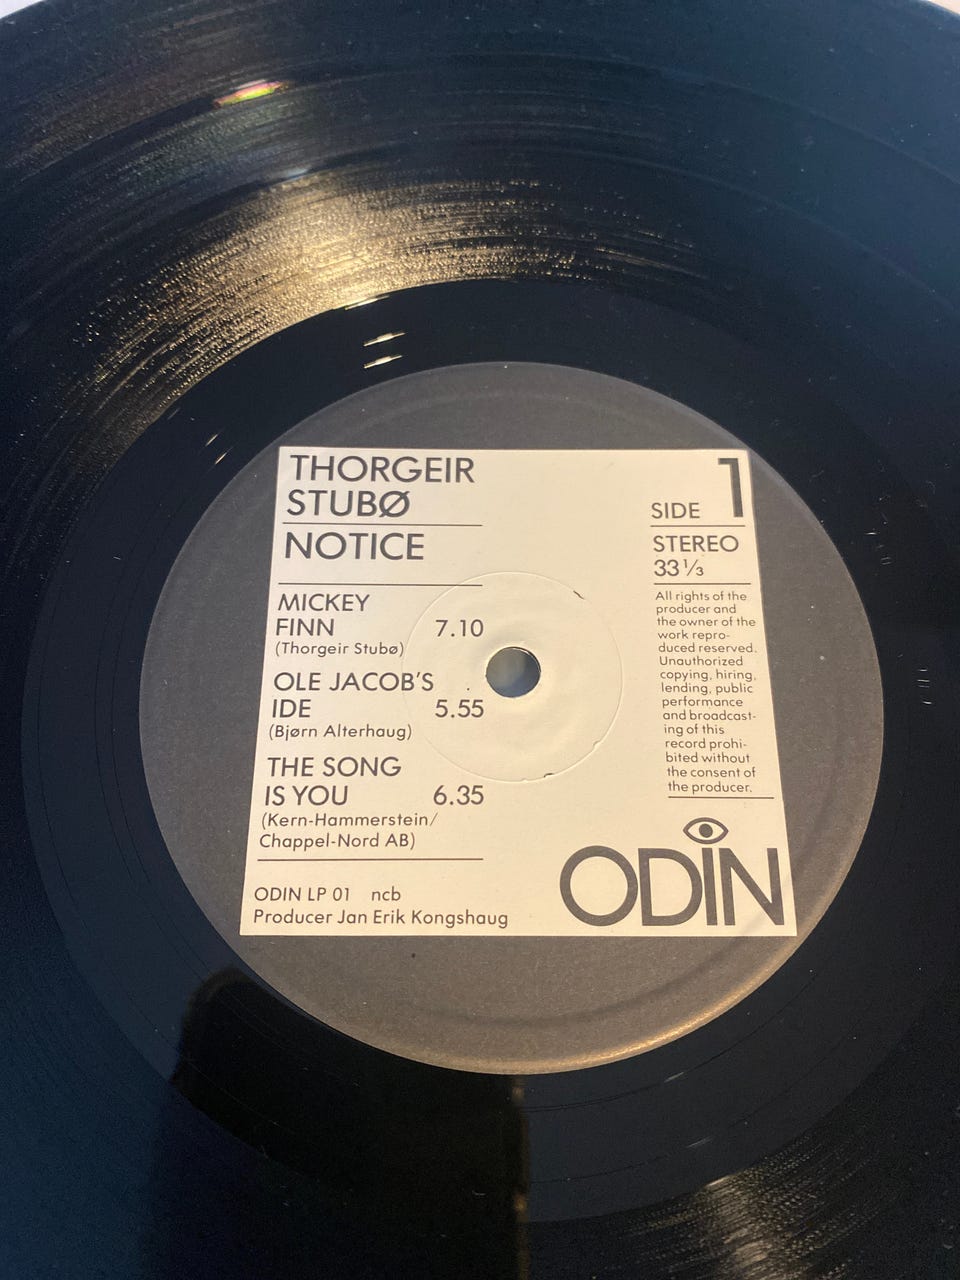 THORGEIR
STUBØ
NOTICE
MICKEY
FINN 7.10
(Thorgeir Stubø)
OLE JACOB'S
IDE 5.55
(Bjørn Alterhaug)
THE SONG
IS YOU 6.35
(Kern-Hammerstein/
Chappel-Nord AB)
ODIN LP 01 ncb
Producer Jan Erik Kongshaug
SIDE 1
STEREO
33 ⅓
All rights of the
producer and
the owner of the
work repro-
duced reserved.
Unauthorized
copying, hiring,
lending, public
performance
and broadcast-
ing of this
record prohi-
bited without
the consent of
the producer.
ODIN